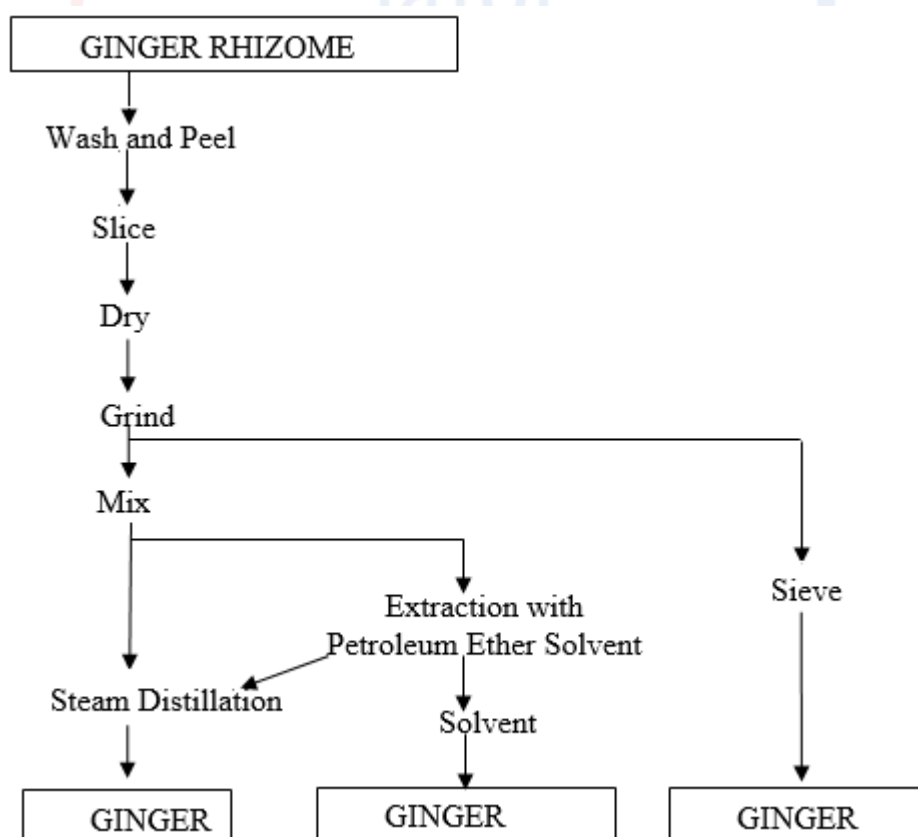 GINGER RHIZOME
Wash and Peel
Slice
Dry
Grind
Mix
Extraction with
Petroleum Ether Solvent
Sieve
Steam Distillation
Solvent
GINGER
GINGER
GINGER